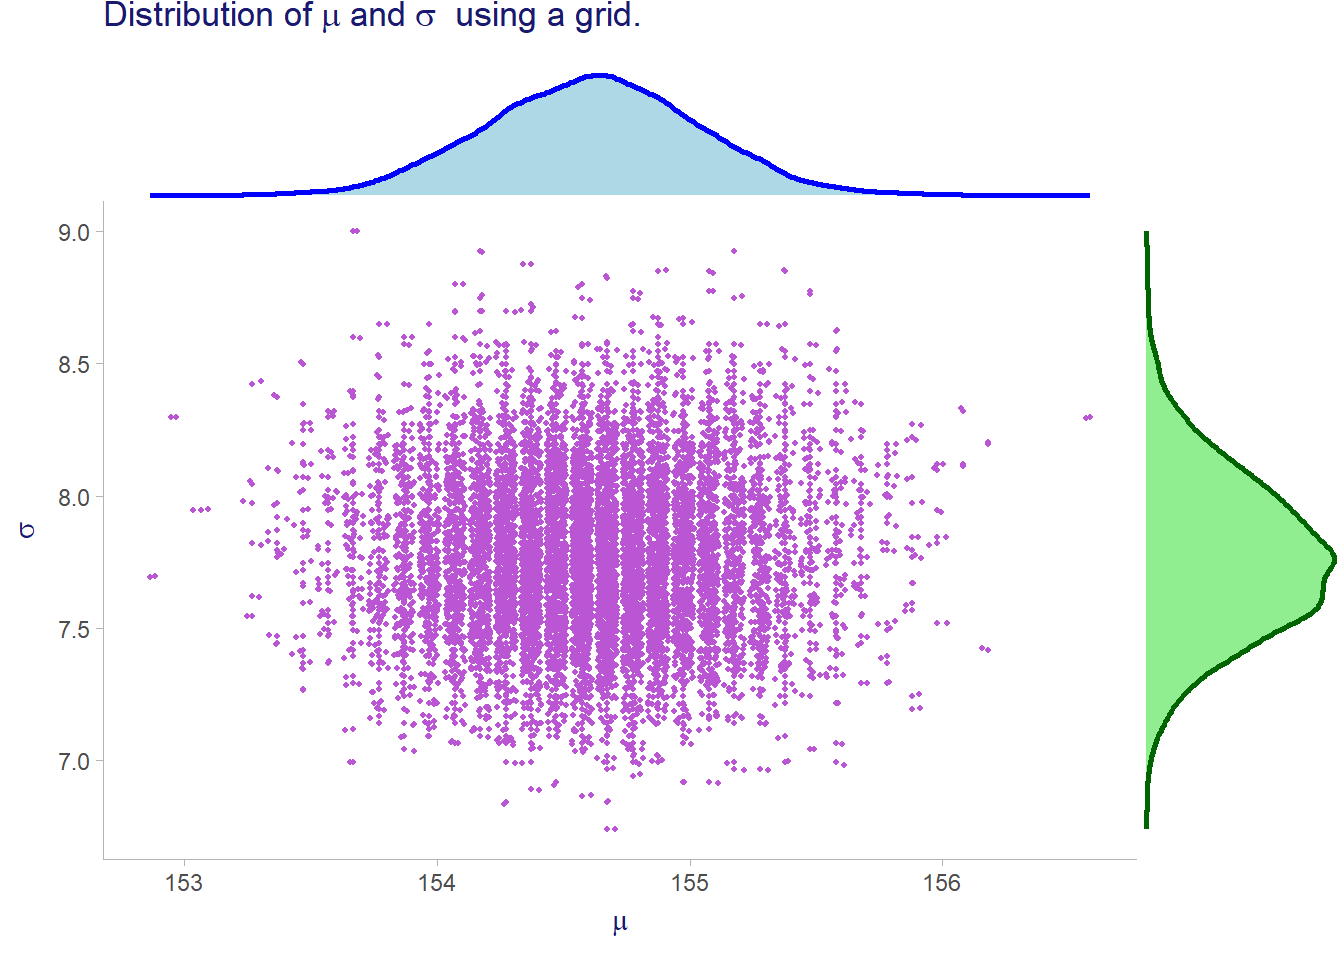 Distribution of μ and σ using a grid.
9.0
8.5
8.0
σ
7.5
7.0
153 154 155 156
μ